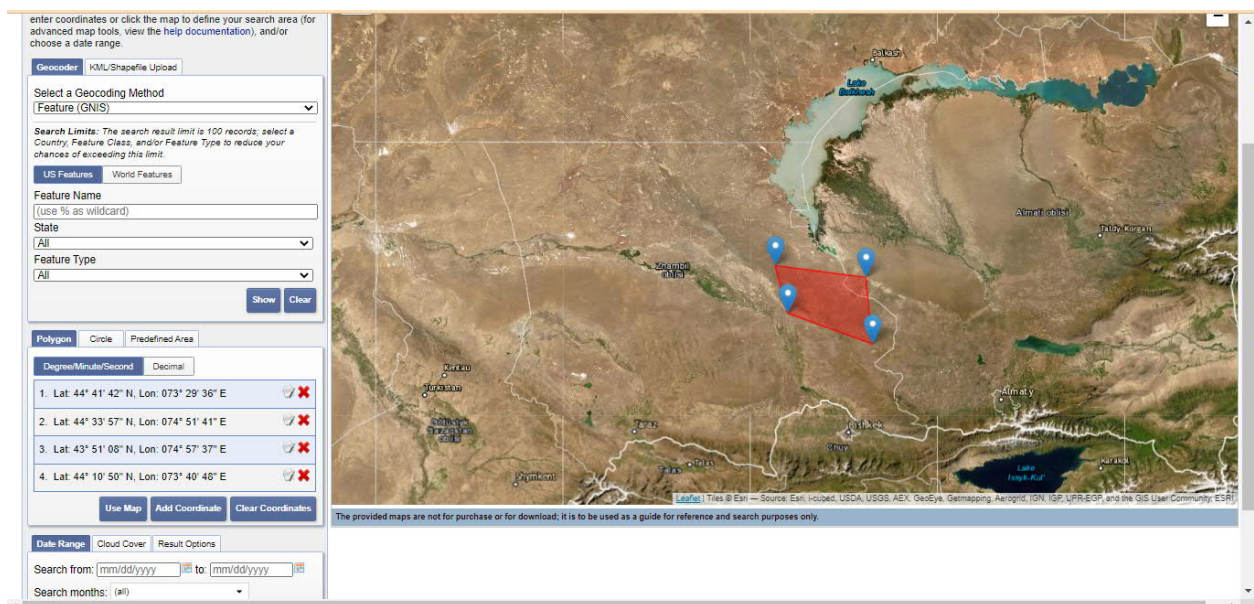 enter coordinates or click the map to define your search area (for
advanced map tools, view the help documentation), and/or
choose a date range.
Geocoder KML/Shapefile Upload
Select a Geocoding Method
Feature (GNIS)
Search Limits: The search result limit is 100 records; select a
Country, Feature Class, and/or Feature Type to reduce your
chances of exceeding this limit.
US Features World Features
Feature Name
(use % as wildcard)
State
All
Feature Type
All
Show Clear
Polygon Circle Predefined Area
Degree/Minute/Second Decimal
1. Lat: 44° 41' 42" N, Lon: 073° 29' 36" E
2. Lat: 44° 33' 57" N, Lon: 074° 51' 41" E
3. Lat: 43° 51' 08" N, Lon: 074° 57' 37" E
4. Lat: 44° 10' 50" N, Lon: 073° 40' 48" E
Use Map Add Coordinate Clear Coordinates
Date Range Cloud Cover Result Options
Search from: mm/dd/yyyy to: mm/dd/yyyy
Search months: (all)
Balkash
Lake
Balkhash
Almati oblisi
Taldy-Korgan
Zhambil
oblisi
Kentau
Turkistan
Taraz
Bishkek
Chuy
Almaty
Talas Talas
Shymkent
Lake
Issyk-Kul'
Karakol
Leaflet | Tiles © Esri — Source: Esri, i-cubed, USDA, USGS, AEX, GeoEye, Getmapping, Aerogrid, IGN, IGP, UPR-EGP, and the GIS User Community, ESRI
The provided maps are not for purchase or for download; it is to be used as a guide for reference and search purposes only.